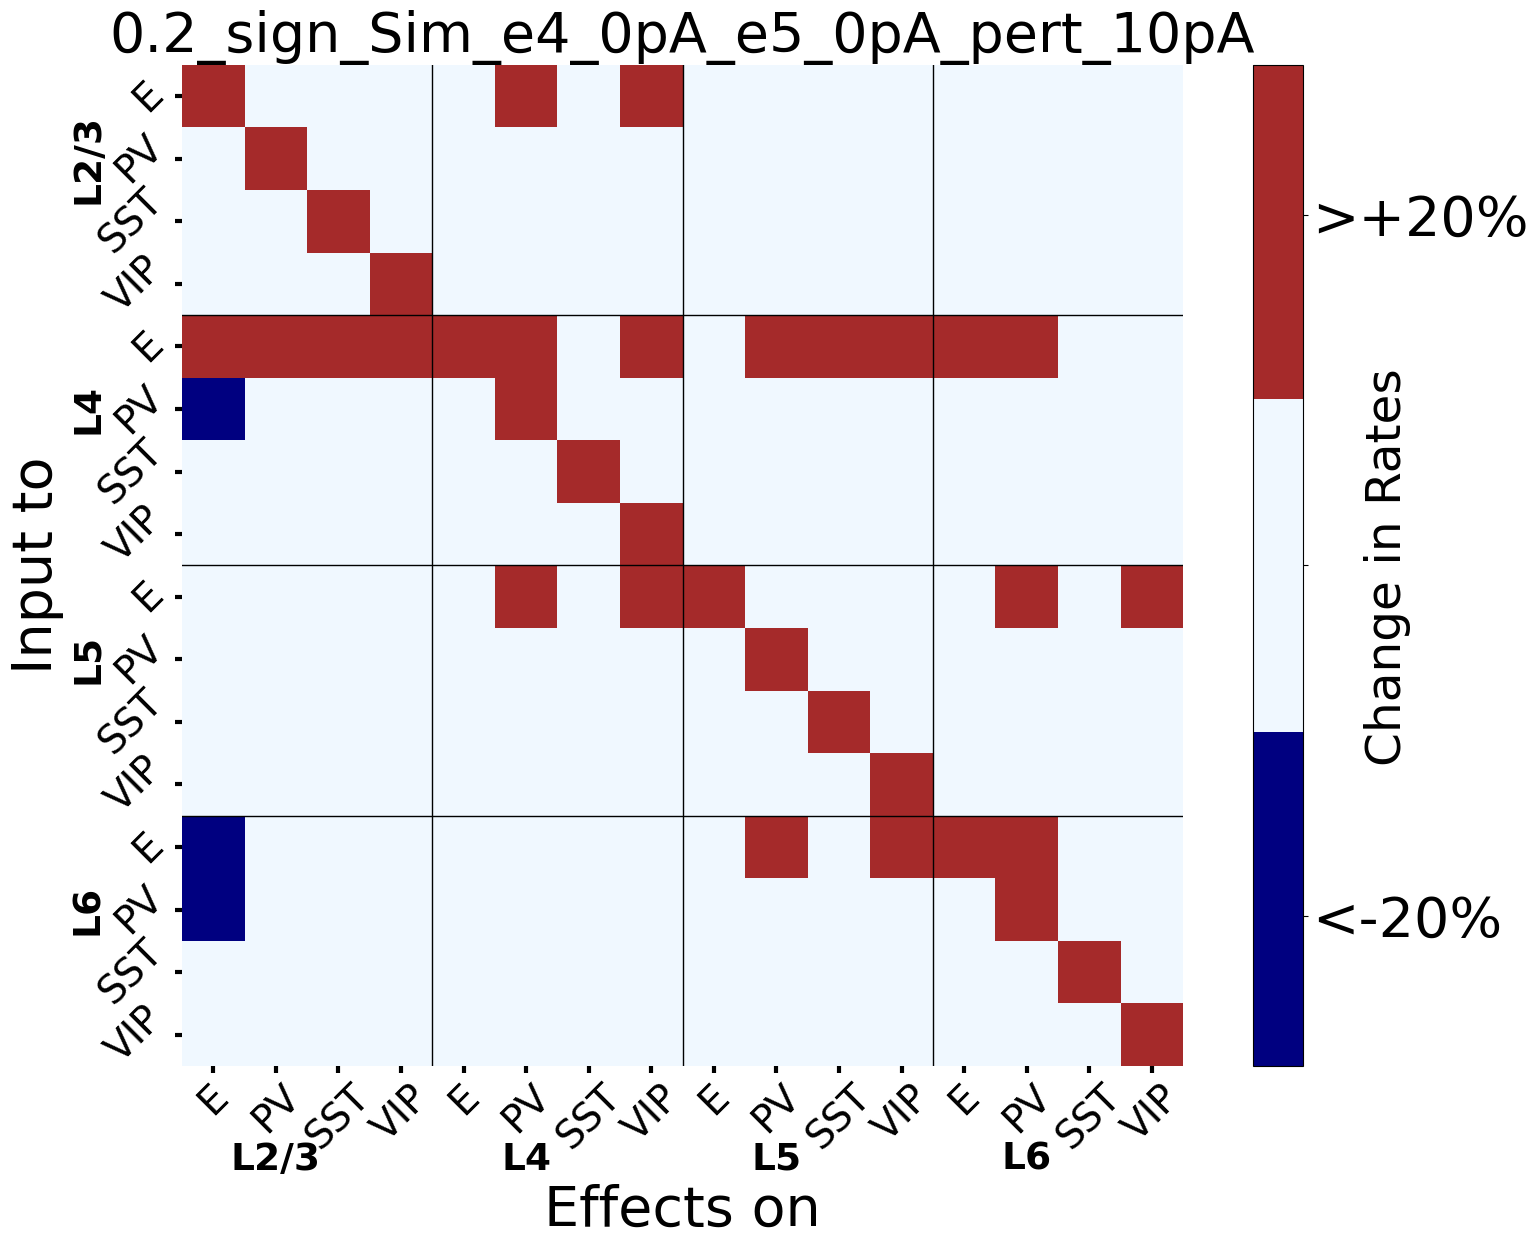 0.2_sign_Sim_e4_0pA_e5_0pA_pert_10pA
Input to
L2/3
E
PV
SST
VIP
L4
E
PV
SST
VIP
L5
E
PV
SST
VIP
L6
E
PV
SST
VIP
E PV SST VIP E PV SST VIP E PV SST VIP E PV SST VIP
L2/3 L4 L5 L6
Effects on
>+20%
<-20%
Change in Rates